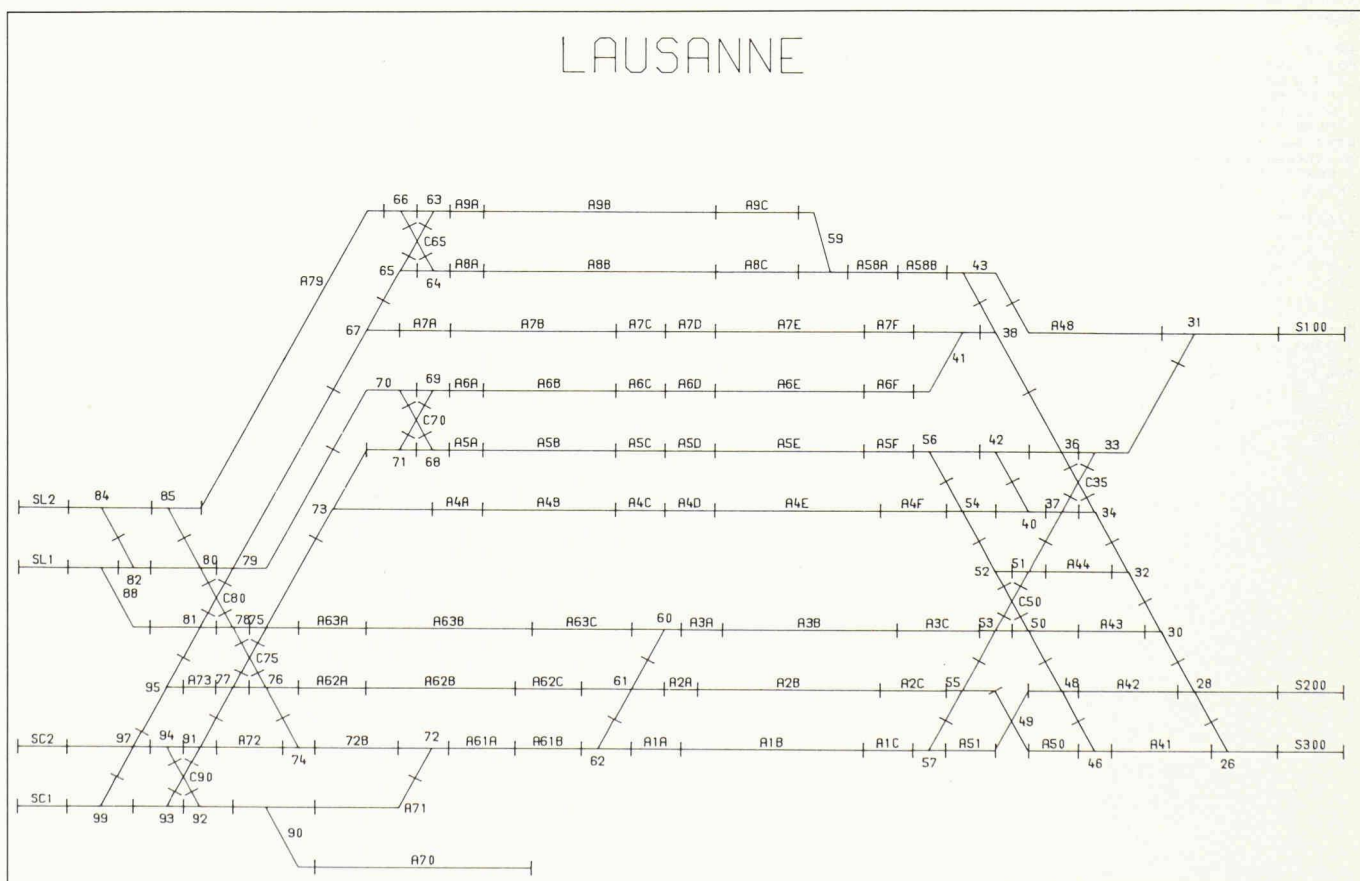 LAUSANNE
66 63 A9A A9B A9C
C65 59
A79 65 64 A8A A8B A8C A58A A58B 43
67 A7A A7B A7C A7D A7E A7F 38 A48 31 S100
41
70 69 A6A A6B A6C A6D A6E A6F
C70
71 68 A5A A5B A5C A5D A5E A5F 56 42 36 33
C35
SL2 84 85 73 A4A A4B A4C A4D A4E A4F 54 40 37 34
SL1 82 80 79 52 51 A44 32
88 C80 C50
81 78 75 A63A A63B A63C 60 A3A A3B A3C 53 50 A43 30
C75
95 A73 77 76 A62A A62B A62C 61 A2A A2B A2C 55 48 A42 28 S200
49
SC2 97 94 91 A72 74 72B 72 A61A A61B 62 A1A A1B A1C 57 A51 A50 46 A41 26 S300
C90
SC1 99 93 92 A71
90
A70